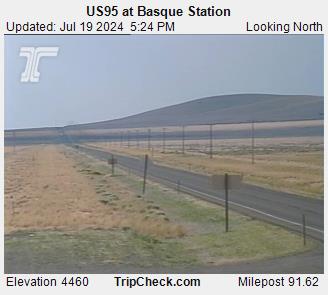 US95 at Basque Station
Updated: Jul 19 2024 5:24 PM Looking North
Elevation 4460 TripCheck.com Milepost 91.62